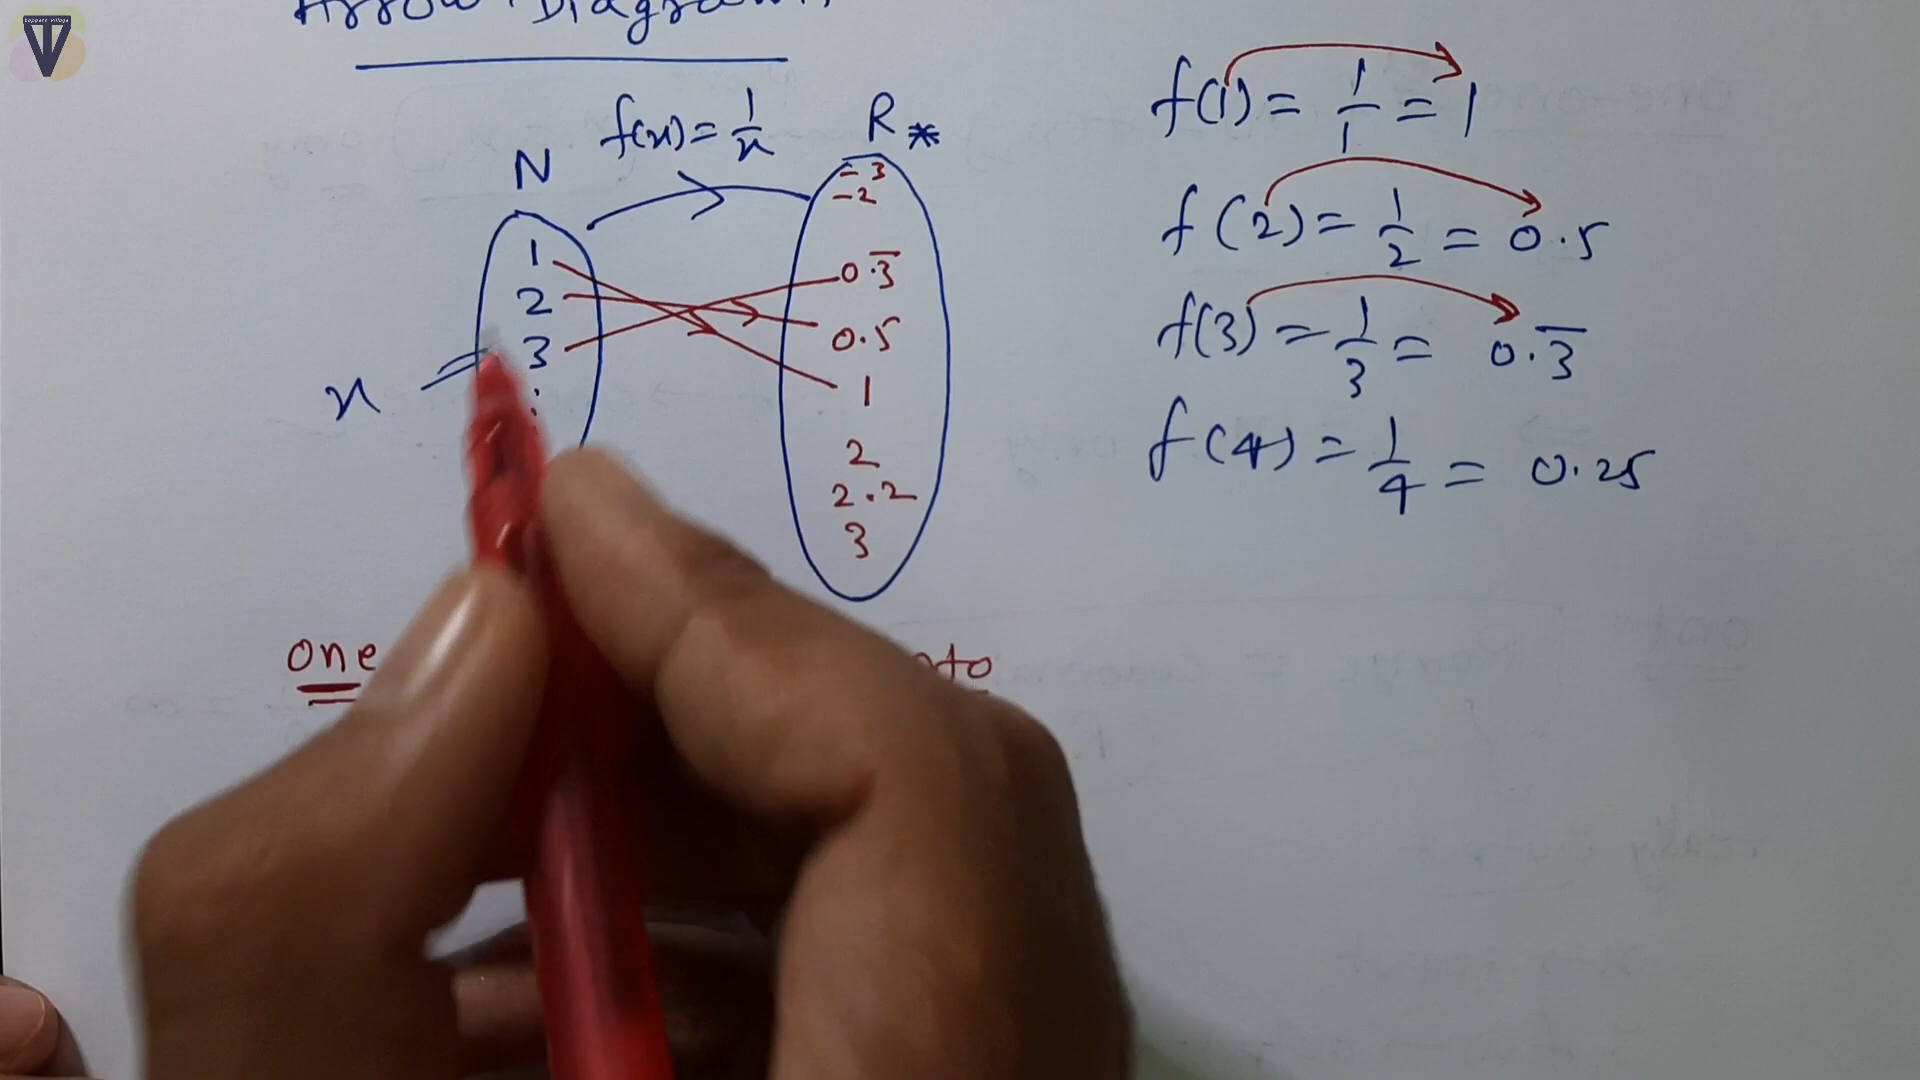 Arrow Diagram
f(x) = 1/x
N
R*
-3
-2
1
2
3
x
0.3̅
0.5
1
2
2.2
3
f(1) = 1/1 = 1
f(2) = 1/2 = 0.5
f(3) = 1/3 = 0.3̅
f(4) = 1/4 = 0.25
one
onto
toppers village